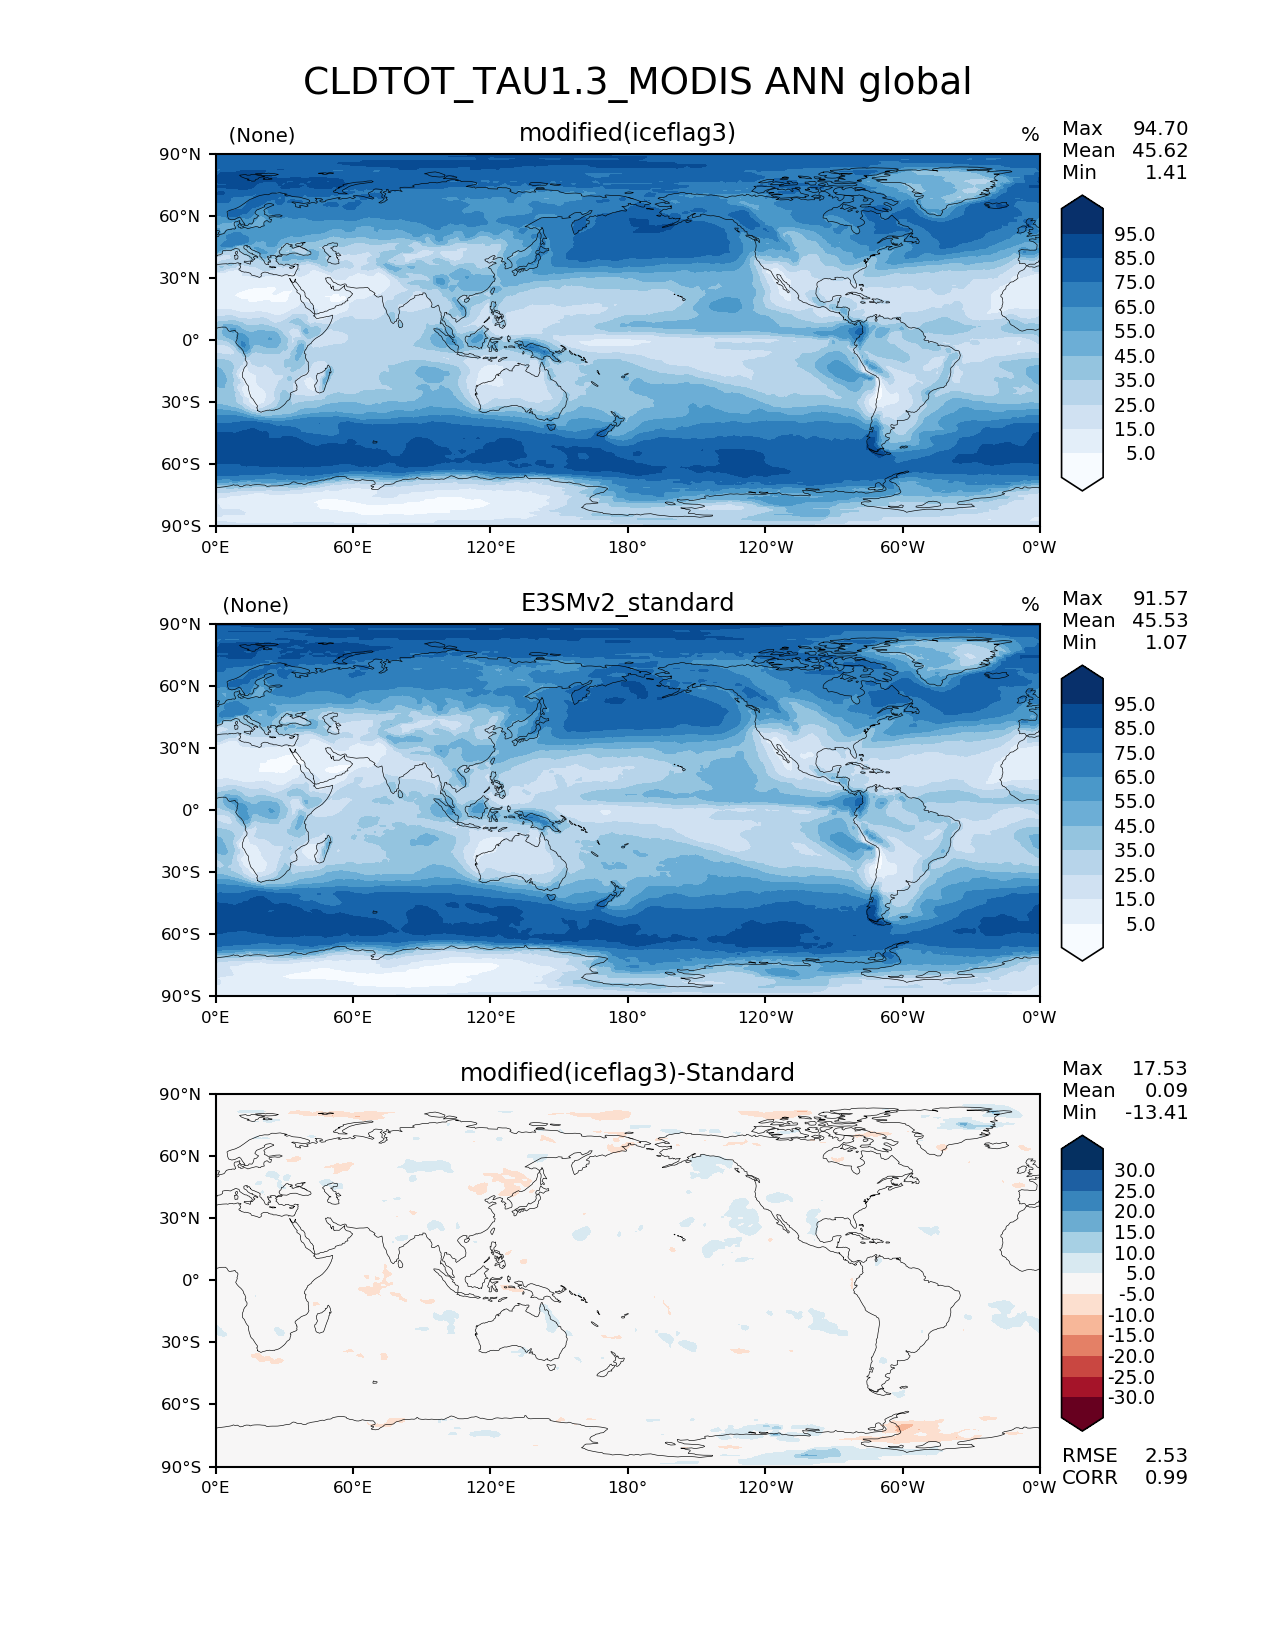 CLDTOT_TAU1.3_MODIS ANN global
(None) modified(iceflag3) %
Max 94.70
Mean 45.62
Min 1.41
90°N
60°N
30°N
0°
30°S
60°S
90°S
0°E 60°E 120°E 180° 120°W 60°W 0°W
95.0
85.0
75.0
65.0
55.0
45.0
35.0
25.0
15.0
5.0
(None) E3SMv2_standard %
Max 91.57
Mean 45.53
Min 1.07
90°N
60°N
30°N
0°
30°S
60°S
90°S
0°E 60°E 120°E 180° 120°W 60°W 0°W
95.0
85.0
75.0
65.0
55.0
45.0
35.0
25.0
15.0
5.0
modified(iceflag3)-Standard
Max 17.53
Mean 0.09
Min -13.41
90°N
60°N
30°N
0°
30°S
60°S
90°S
0°E 60°E 120°E 180° 120°W 60°W 0°W
30.0
25.0
20.0
15.0
10.0
5.0
-5.0
-10.0
-15.0
-20.0
-25.0
-30.0
RMSE 2.53
CORR 0.99